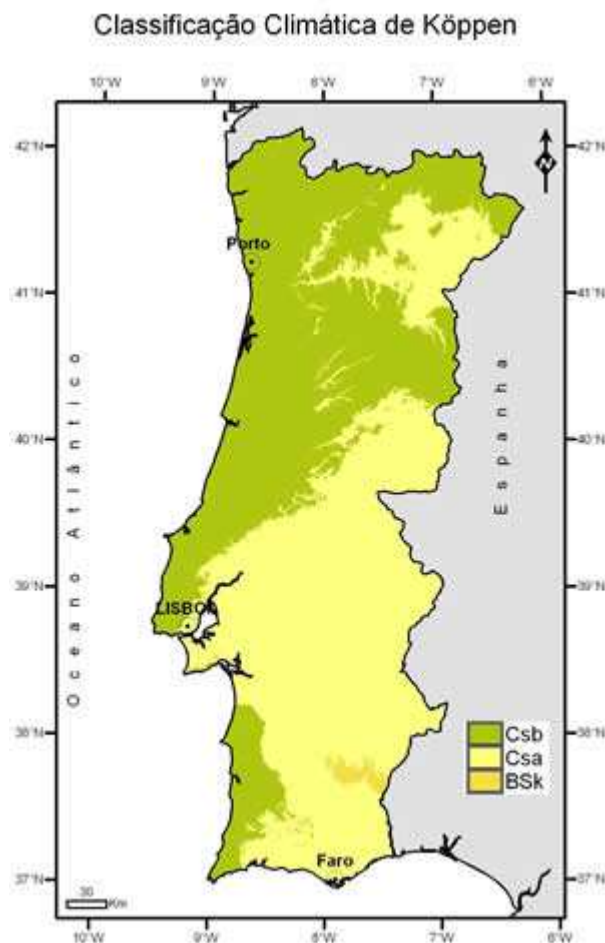 Classificação Climática de Köppen
10°W 9°W 8°W 7°W 6°W
42°N 42°N
N
Porto
41°N 41°N
Oceano Atlântico
Espanha
40°N 40°N
39°N 39°N
LISBOA
38°N 38°N
Csb
Csa
BSk
Faro
37°N 37°N
30
Km
10°W 9°W 8°W 7°W 6°W